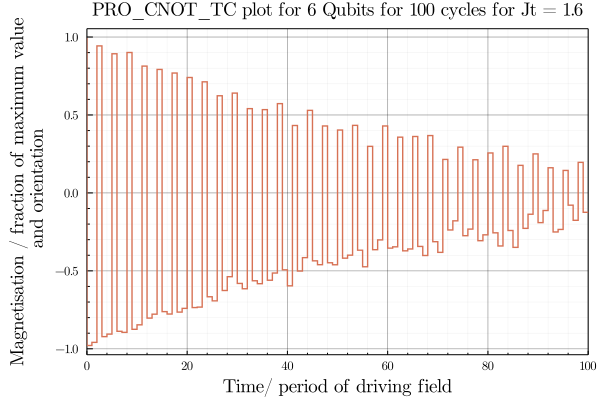 PRO_CNOT_TC plot for 6 Qubits for 100 cycles for Jt = 1.6
Magnetisation / fraction of maximum value
and orientation
1.0
0.5
0.0
−0.5
−1.0
0 20 40 60 80 100
Time/ period of driving field